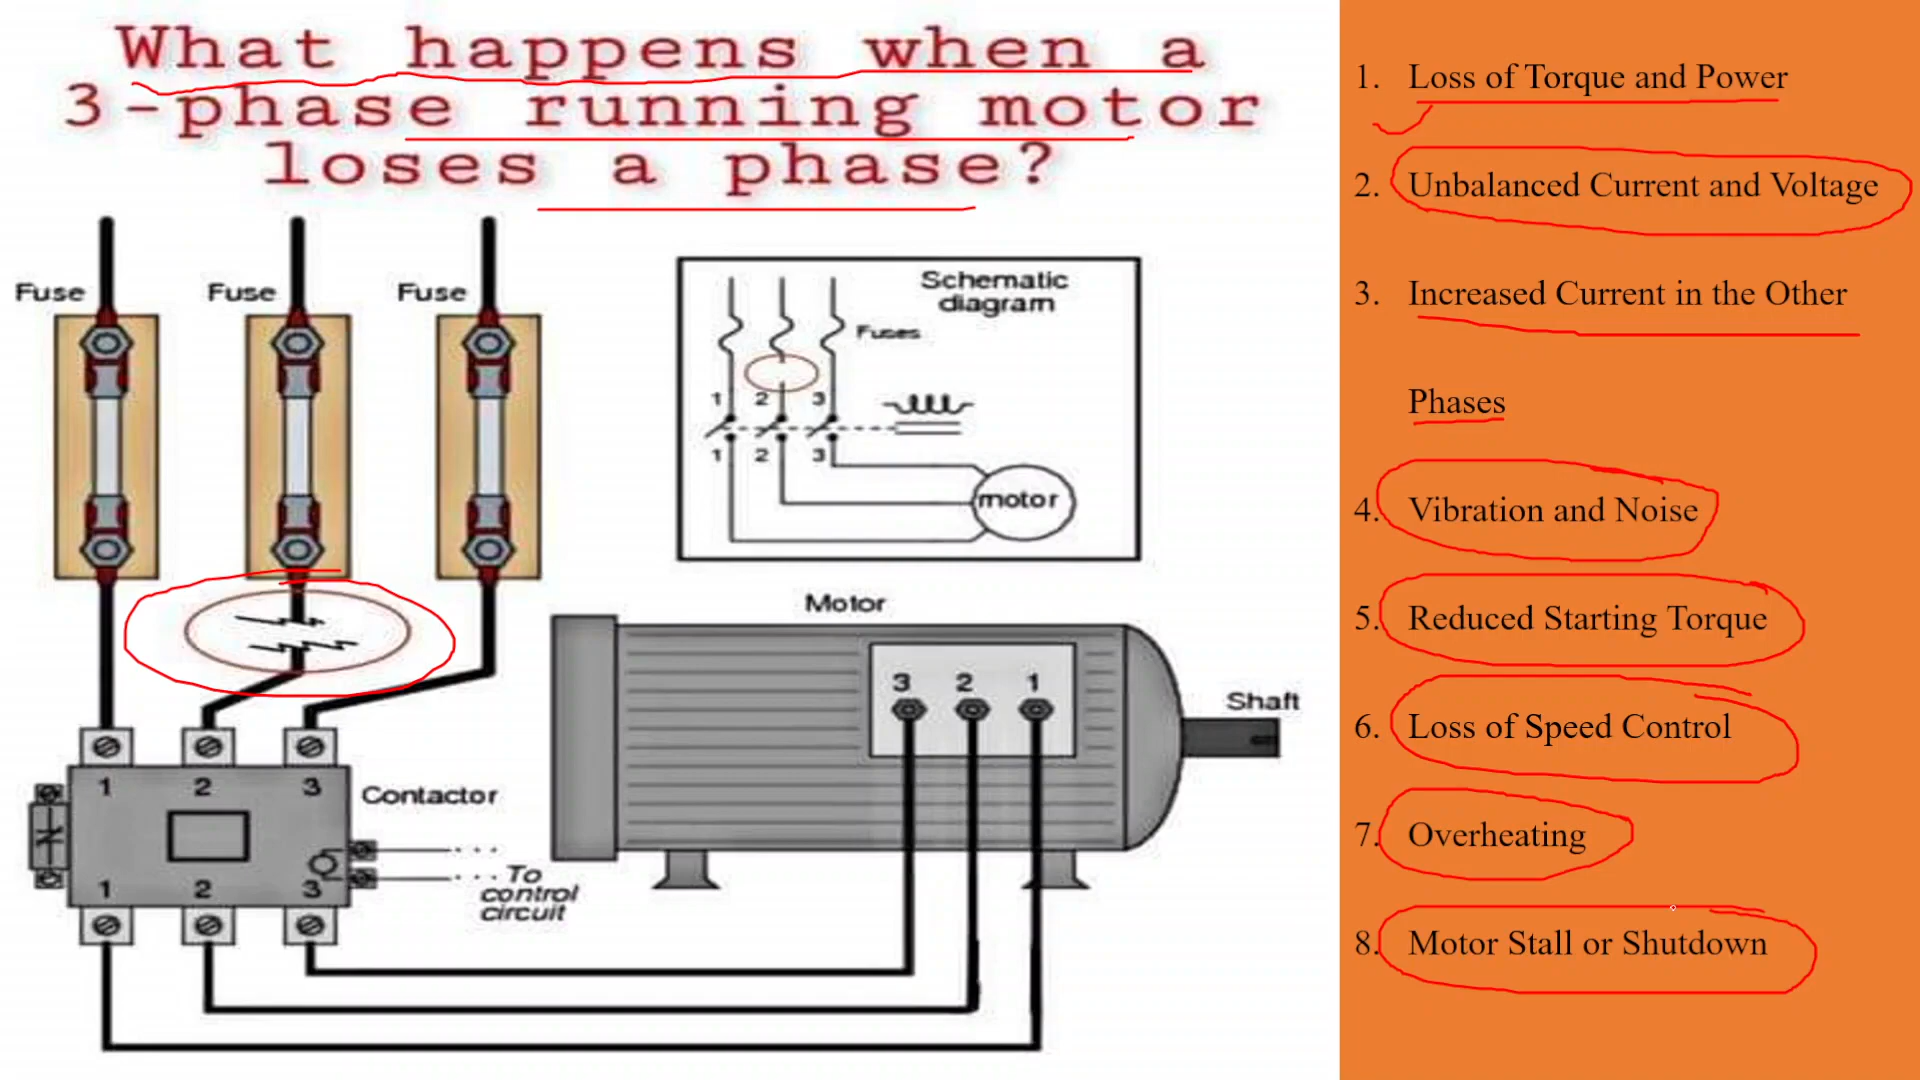 What happens when a
3-phase running motor
loses a phase?
Fuse
Fuse
Fuse
Schematic
diagram
Fuses
1 2 3
1 2 3
motor
Motor
3 2 1
Shaft
1 2 3
Contactor
1 2 3
To
control
circuit
1. Loss of Torque and Power
2. Unbalanced Current and Voltage
3. Increased Current in the Other
Phases
4. Vibration and Noise
5. Reduced Starting Torque
6. Loss of Speed Control
7. Overheating
8. Motor Stall or Shutdown